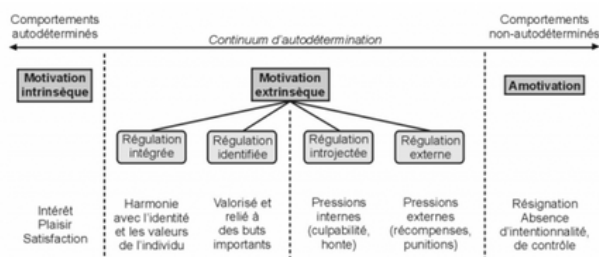 Comportements
autodéterminés
Continuum d'autodétermination
Comportements
non-autodéterminés
Motivation
intrinsèque
Motivation
extrinsèque
Amotivation
Régulation
intégrée
Régulation
identifiée
Régulation
introjectée
Régulation
externe
Intérêt
Plaisir
Satisfaction
Harmonie
avec l'identité
et les valeurs
de l'individu
Valorisé et
relié à
des buts
importants
Pressions
internes
(culpabilité,
honte)
Pressions
externes
(récompenses,
punitions)
Résignation
Absence
d'intentionnalité,
de contrôle